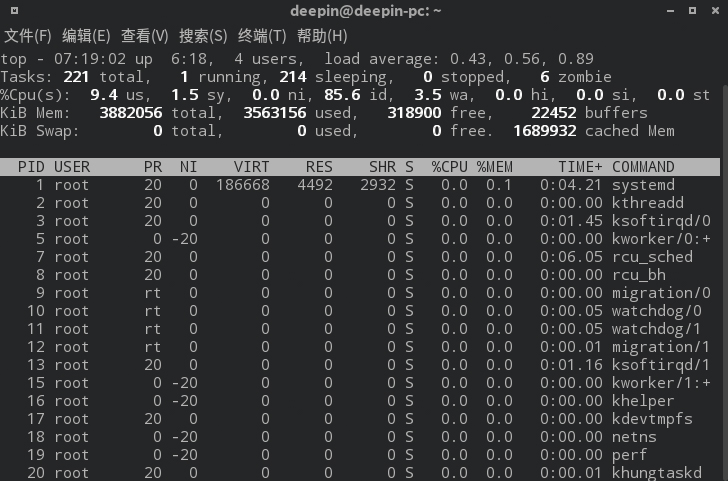 deepin@deepin-pc: ~
文件(F) 编辑(E) 查看(V) 搜索(S) 终端(T) 帮助(H)
top - 07:19:02 up  6:18,  4 users,  load average: 0.43, 0.56, 0.89
Tasks: 221 total,   1 running, 214 sleeping,   0 stopped,   6 zombie
%Cpu(s):  9.4 us,  1.5 sy,  0.0 ni, 85.6 id,  3.5 wa,  0.0 hi,  0.0 si,  0.0 st
KiB Mem:   3882056 total,  3563156 used,   318900 free,    22452 buffers
KiB Swap:        0 total,        0 used,        0 free.  1689932 cached Mem
PID USER      PR  NI    VIRT    RES    SHR S  %CPU %MEM     TIME+ COMMAND
1 root      20   0  186668   4492   2932 S   0.0  0.1   0:04.21 systemd
2 root      20   0       0      0      0 S   0.0  0.0   0:00.00 kthreadd
3 root      20   0       0      0      0 S   0.0  0.0   0:01.45 ksoftirqd/0
5 root       0 -20       0      0      0 S   0.0  0.0   0:00.00 kworker/0:+
7 root      20   0       0      0      0 S   0.0  0.0   0:06.05 rcu_sched
8 root      20   0       0      0      0 S   0.0  0.0   0:00.00 rcu_bh
9 root      rt   0       0      0      0 S   0.0  0.0   0:00.00 migration/0
10 root      rt   0       0      0      0 S   0.0  0.0   0:00.05 watchdog/0
11 root      rt   0       0      0      0 S   0.0  0.0   0:00.05 watchdog/1
12 root      rt   0       0      0      0 S   0.0  0.0   0:00.01 migration/1
13 root      20   0       0      0      0 S   0.0  0.0   0:01.16 ksoftirqd/1
15 root       0 -20       0      0      0 S   0.0  0.0   0:00.00 kworker/1:+
16 root       0 -20       0      0      0 S   0.0  0.0   0:00.00 khelper
17 root      20   0       0      0      0 S   0.0  0.0   0:00.00 kdevtmpfs
18 root       0 -20       0      0      0 S   0.0  0.0   0:00.00 netns
19 root       0 -20       0      0      0 S   0.0  0.0   0:00.00 perf
20 root      20   0       0      0      0 S   0.0  0.0   0:00.01 khungtaskd